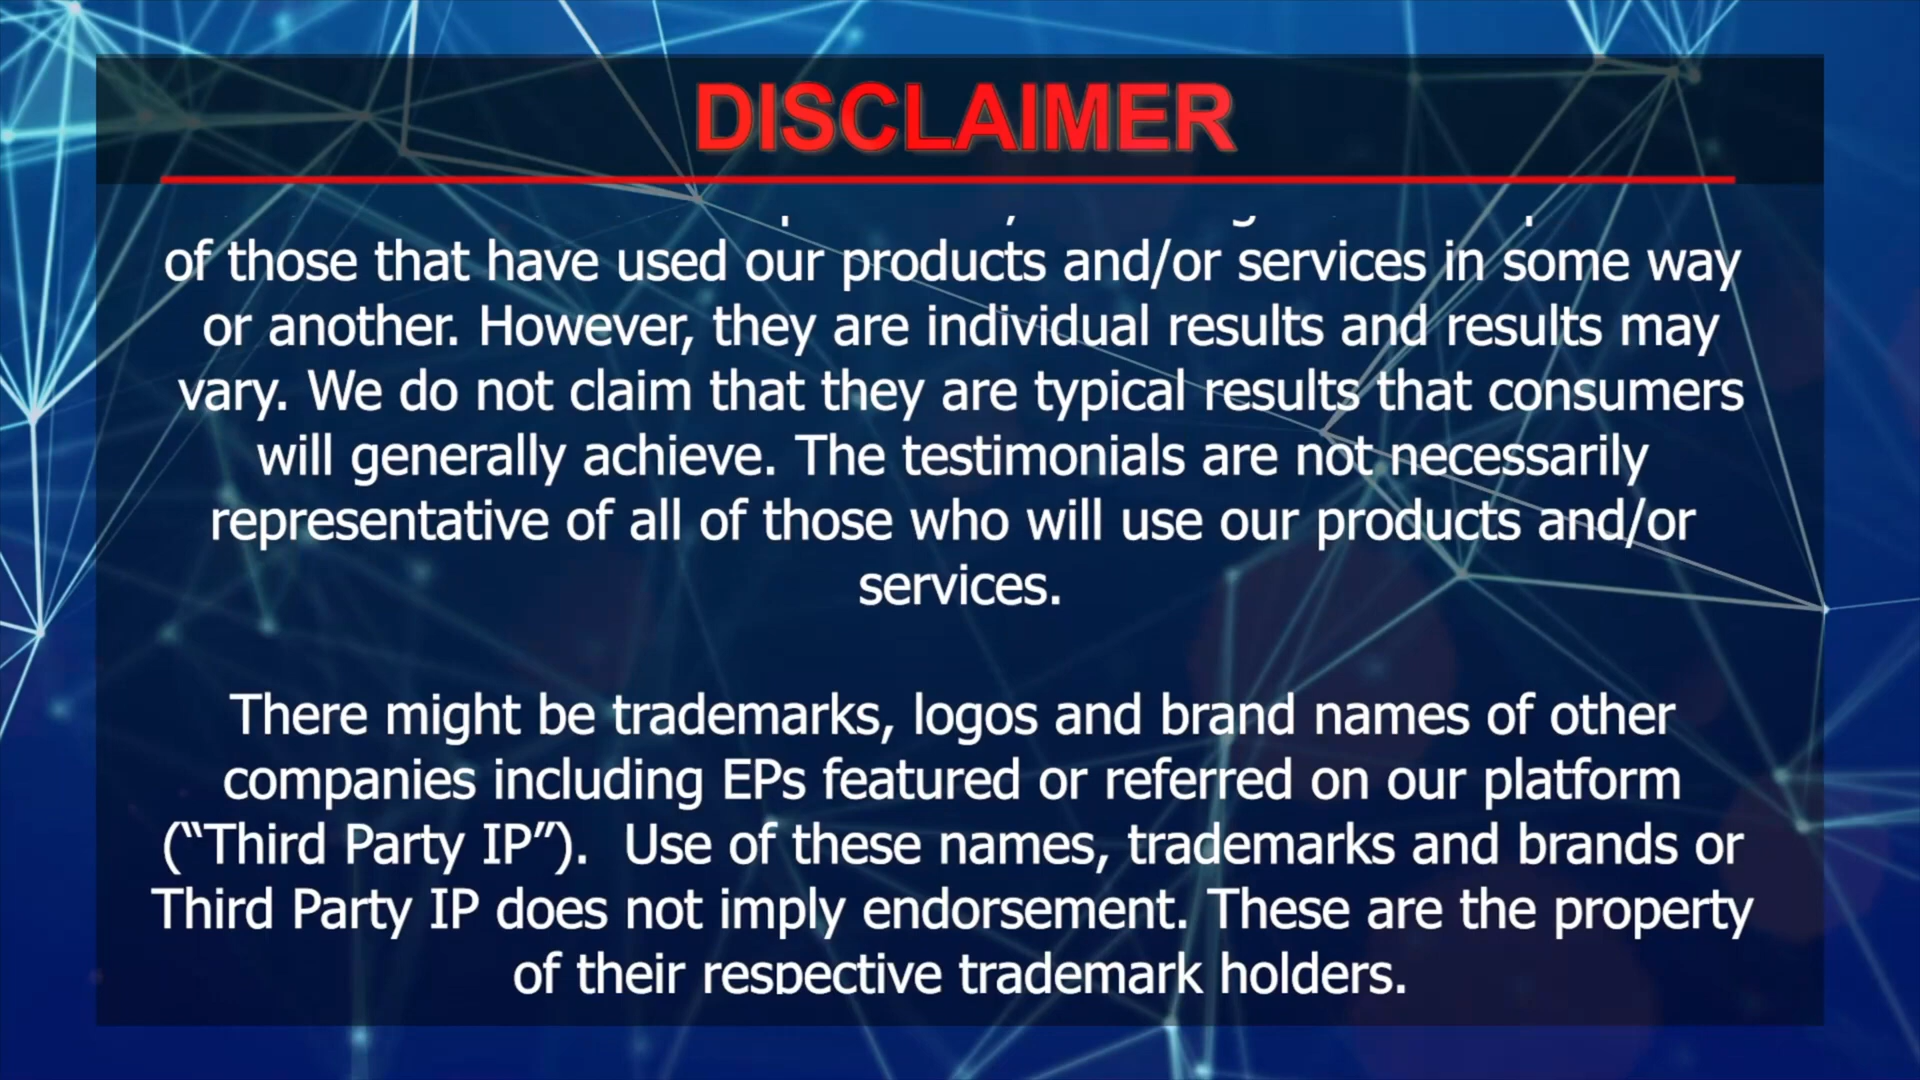 DISCLAIMER
of those that have used our products and/or services in some way
or another. However, they are individual results and results may
vary. We do not claim that they are typical results that consumers
will generally achieve. The testimonials are not necessarily
representative of all of those who will use our products and/or
services.
There might be trademarks, logos and brand names of other
companies including EPs featured or referred on our platform
(“Third Party IP”).  Use of these names, trademarks and brands or
Third Party IP does not imply endorsement. These are the property
of their respective trademark holders.